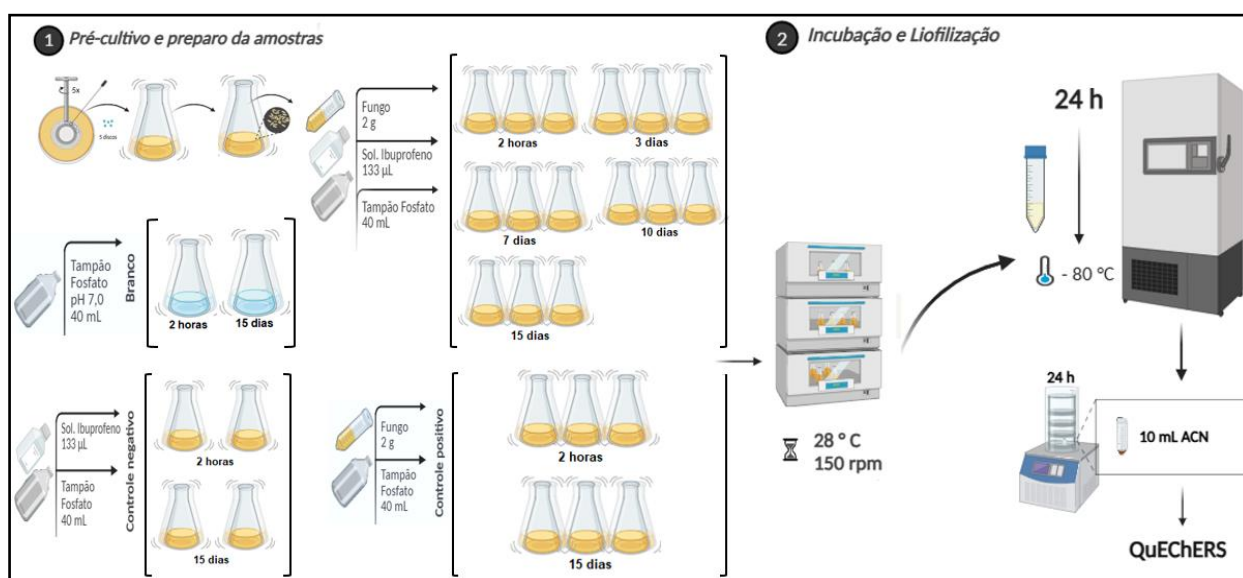 1 Pré-cultivo e preparo da amostras
5x
5 discos
Fungo
2 g
Sol. Ibuprofeno
133 µL
Tampão Fosfato
40 mL
2 horas
3 dias
7 dias
10 dias
15 dias
Tampão
Fosfato
pH 7,0
40 mL
Branco
2 horas
15 dias
Sol. Ibuprofeno
133 µL
Tampão
Fosfato
40 mL
Controle negativo
2 horas
15 dias
Fungo
2 g
Tampão
Fosfato
40 mL
Controle positivo
2 horas
15 dias
2 Incubação e Liofilização
28 ° C
150 rpm
24 h
- 80 °C
24 h
10 mL ACN
QuEChERS